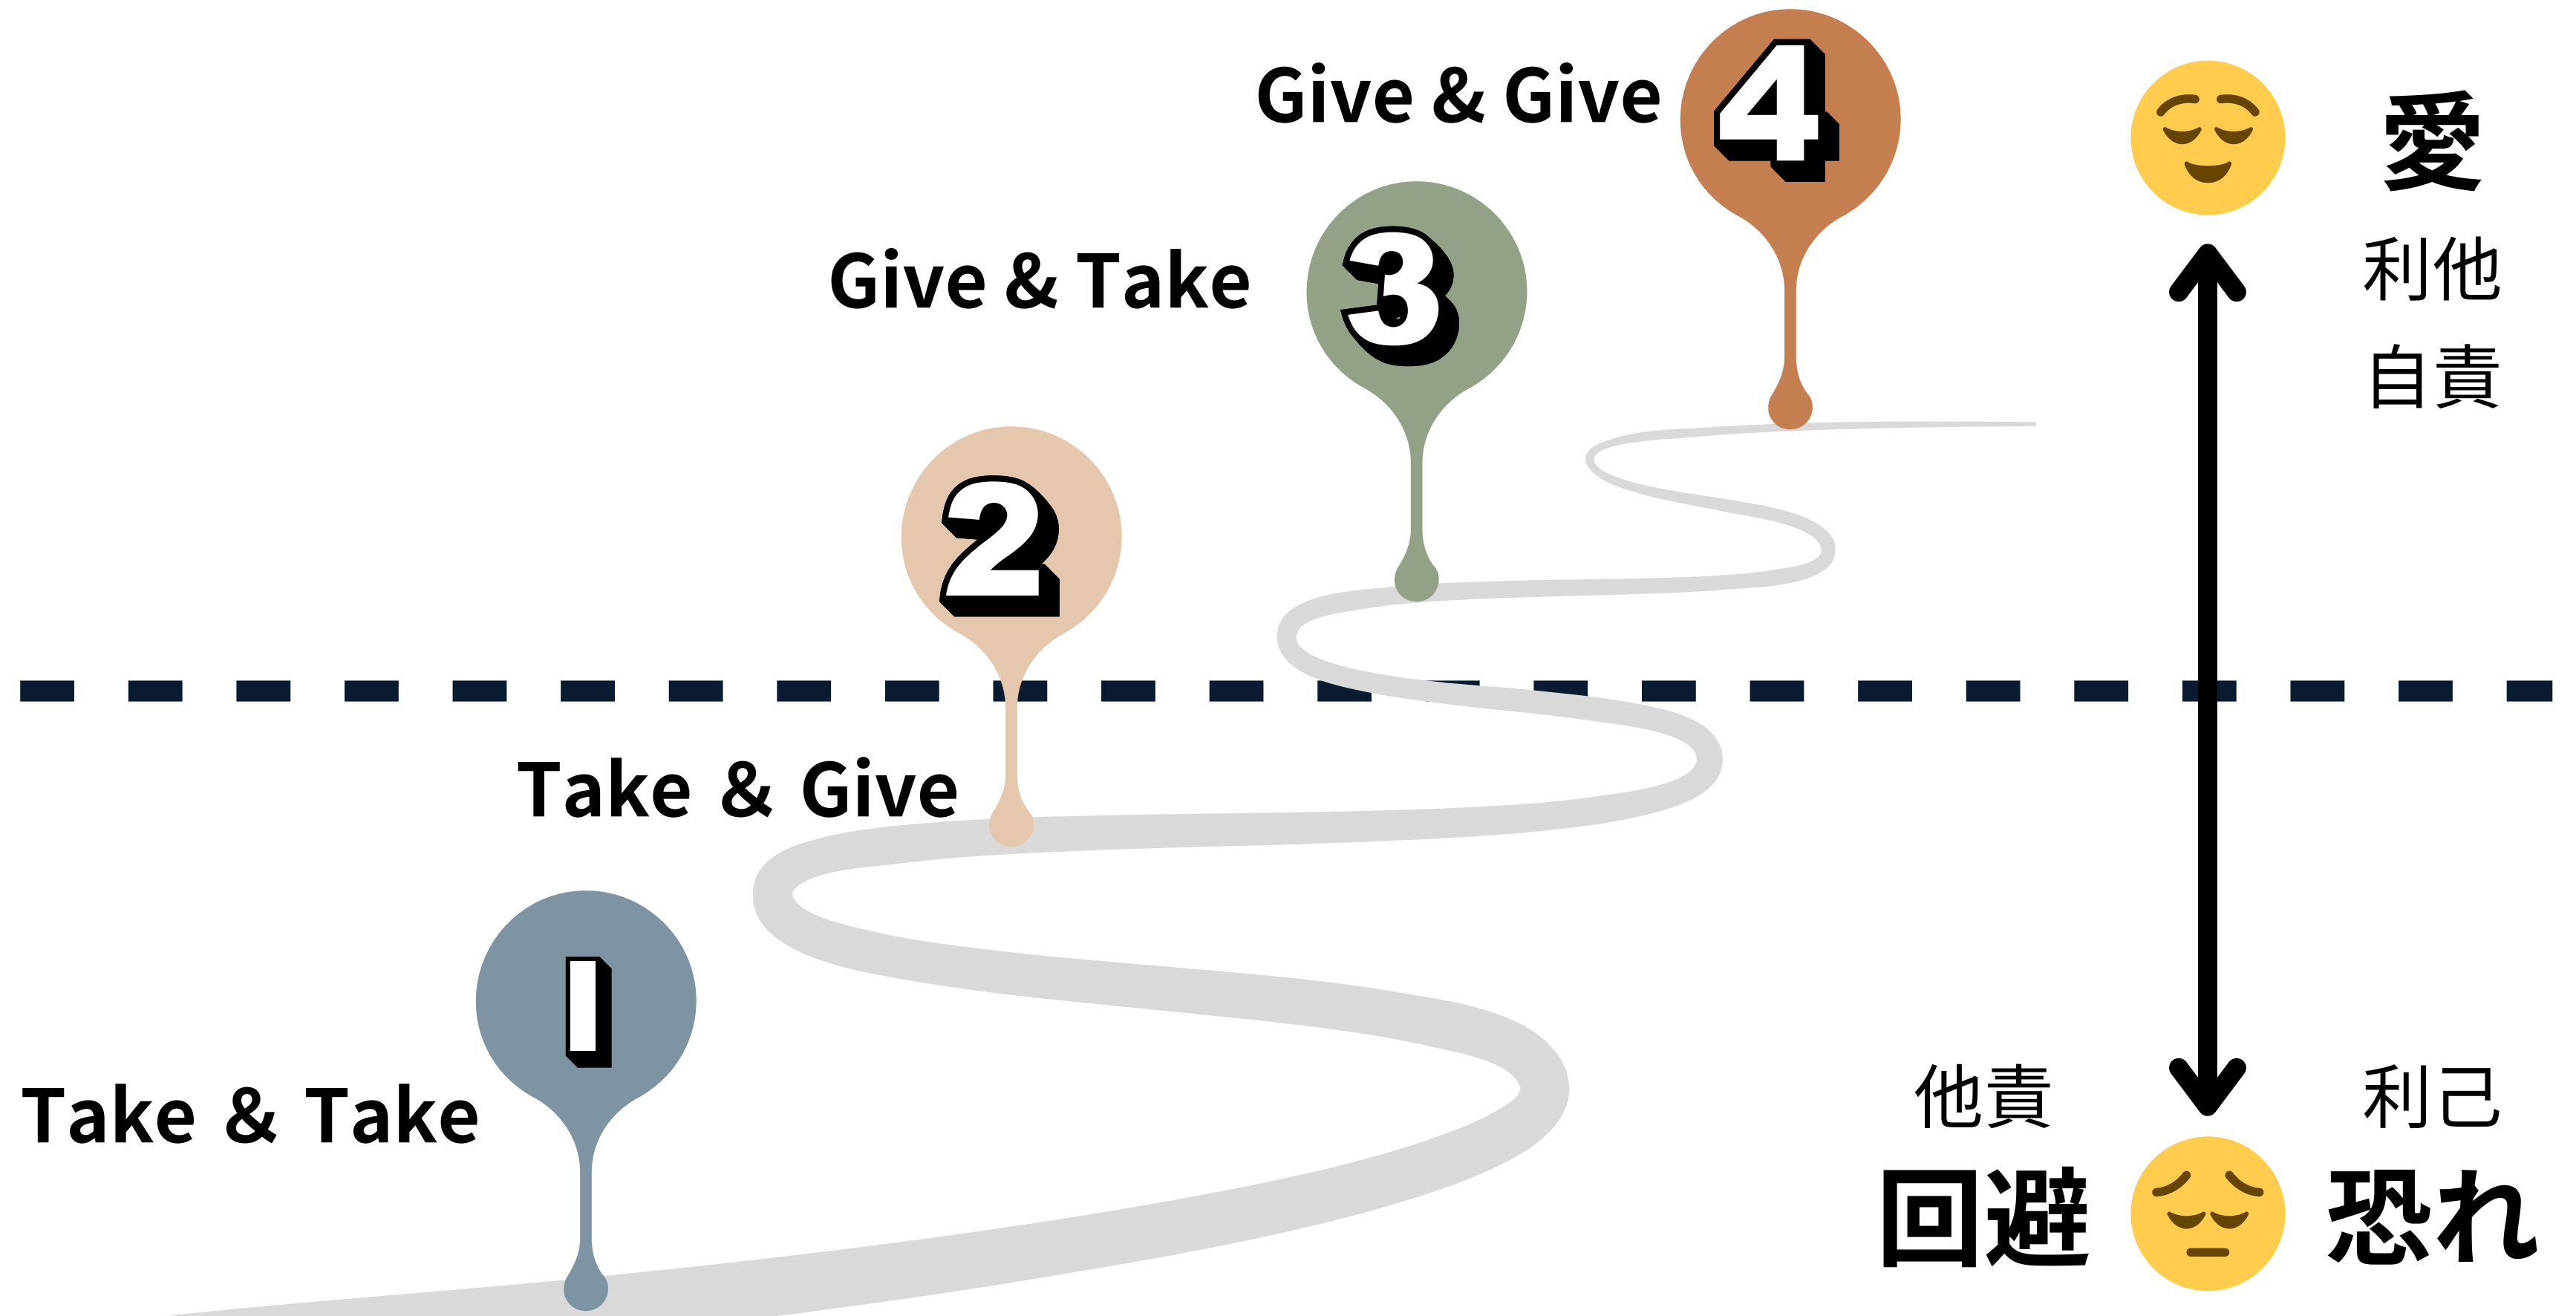 Give & Give
4
愛
Give & Take
3
利他
自責
2
Take & Give
1
Take & Take
他責
利己
回避
恐れ